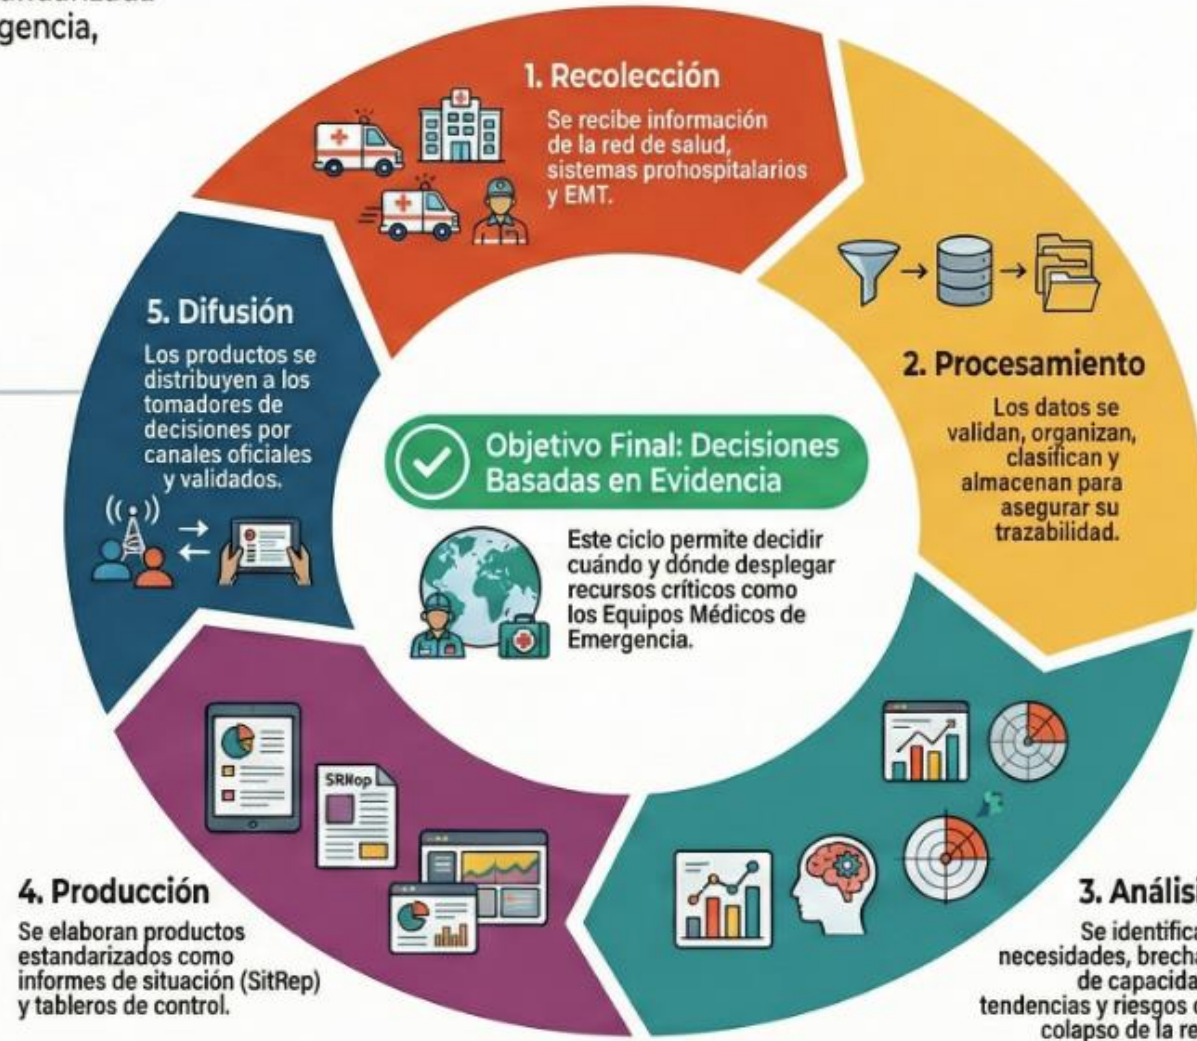 gencia,
1. Recolección
Se recibe información
de la red de salud,
sistemas prohospitalarios
y EMT.
2. Procesamiento
Los datos se
validan, organizan,
clasifican y
almacenan para
asegurar su
trazabilidad.
5. Difusión
Los productos se
distribuyen a los
tomadores de
decisiones por
canales oficiales
y validados.
Objetivo Final: Decisiones
Basadas en Evidencia
Este ciclo permite decidir
cuándo y dónde desplegar
recursos críticos como
los Equipos Médicos de
Emergencia.
SRNop
4. Producción
Se elaboran productos
estandarizados como
informes de situación (SitRep)
y tableros de control.
3. Análisi
Se identifica
necesidades, brecha
de capacida
tendencias y riesgos
colapso de la re